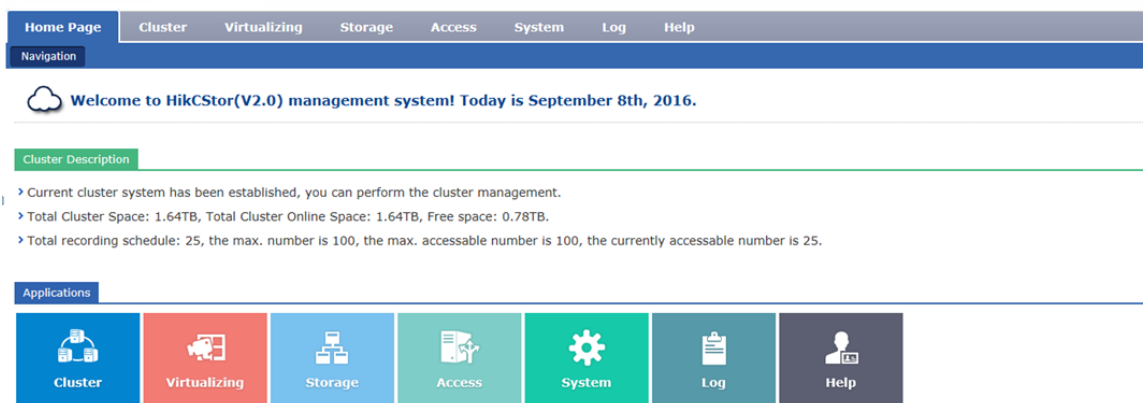 Home Page Cluster Virtualizing Storage Access System Log Help
Navigation
Welcome to HikCStor(V2.0) management system! Today is September 8th, 2016.
Cluster Description
Current cluster system has been established, you can perform the cluster management.
Total Cluster Space: 1.64TB, Total Cluster Online Space: 1.64TB, Free space: 0.78TB.
Total recording schedule: 25, the max. number is 100, the max. accessable number is 100, the currently accessable number is 25.
Applications
Cluster Virtualizing Storage Access System Log Help